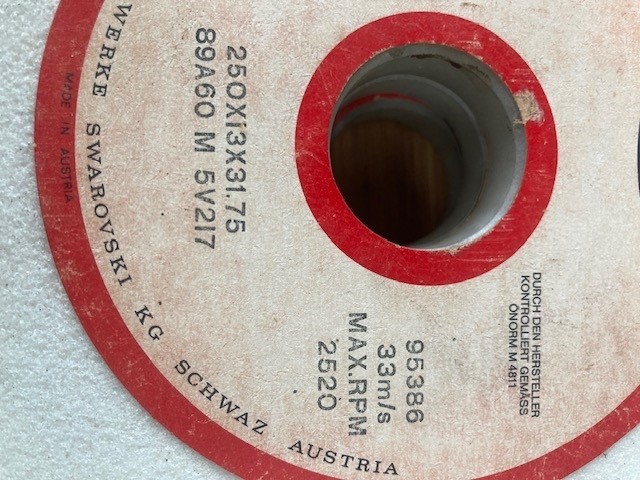 WERKE SWAROVSKI KG SCHWAZ AUSTRIA
MADE IN AUSTRIA
250X13X31.75
89A60 M 5V217
DURCH DEN HERSTELLER
KONTROLLIERT GEMÄSS
ÖNORM M 4811
95386
33m/s
MAX.RPM
2520